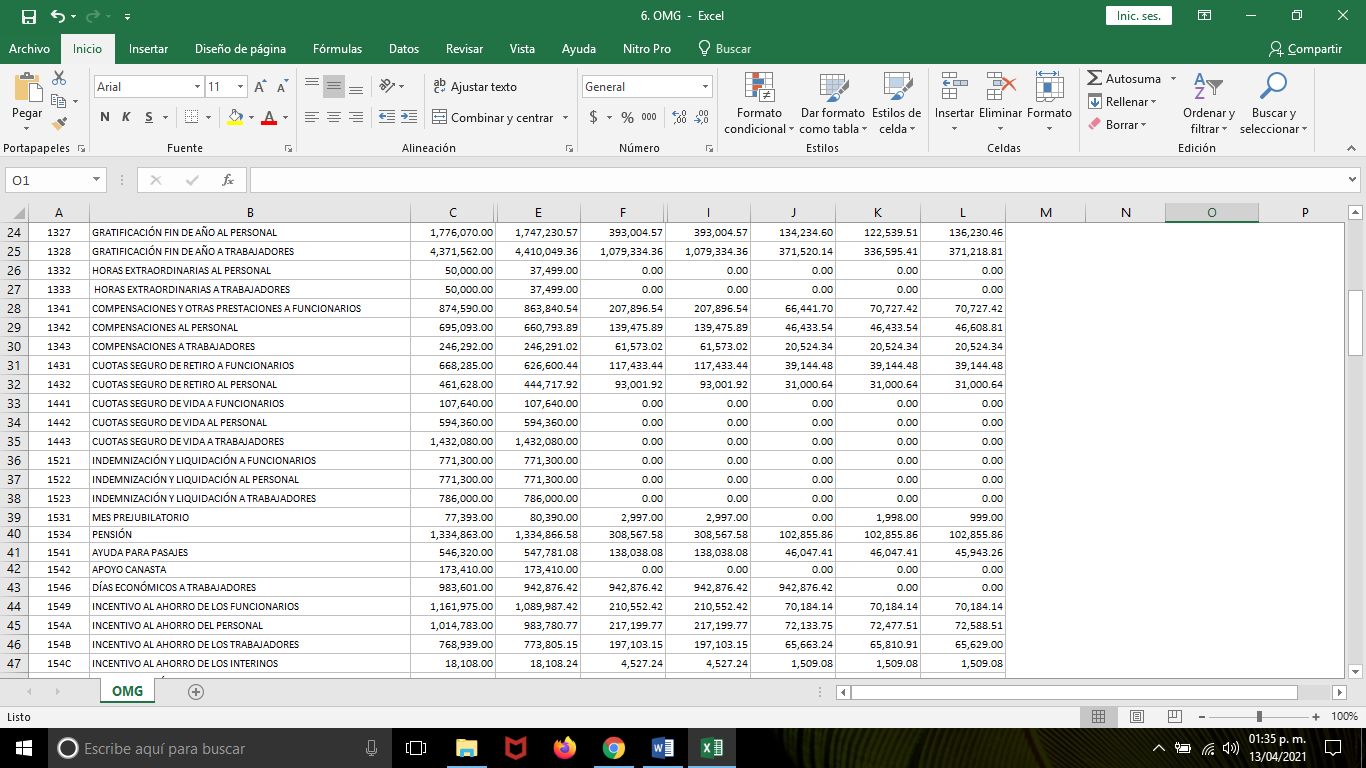 6. OMG - Excel
Inic. ses.
Archivo Inicio Insertar Diseño de página Fórmulas Datos Revisar Vista Ayuda Nitro Pro Buscar Compartir
Pegar
Portapapeles
Arial 11
N K S
Fuente
Ajustar texto
Combinar y centrar
Alineación
General
$ % 000
Número
Formato condicional
Dar formato como tabla
Estilos de celda
Estilos
Insertar Eliminar Formato
Celdas
Autosuma
Rellenar
Borrar
Ordenar y filtrar
Buscar y seleccionar
Edición
O1
fx
A B C E F I J K L M N O P
24 1327 GRATIFICACIÓN FIN DE AÑO AL PERSONAL 1,776,070.00 1,747,230.57 393,004.57 393,004.57 134,234.60 122,539.51 136,230.46
25 1328 GRATIFICACIÓN FIN DE AÑO A TRABAJADORES 4,371,562.00 4,410,049.36 1,079,334.36 1,079,334.36 371,520.14 336,595.41 371,218.81
26 1332 HORAS EXTRAORDINARIAS AL PERSONAL 50,000.00 37,499.00 0.00 0.00 0.00 0.00 0.00
27 1333 HORAS EXTRAORDINARIAS A TRABAJADORES 50,000.00 37,499.00 0.00 0.00 0.00 0.00 0.00
28 1341 COMPENSACIONES Y OTRAS PRESTACIONES A FUNCIONARIOS 874,590.00 863,840.54 207,896.54 207,896.54 66,441.70 70,727.42 70,727.42
29 1342 COMPENSACIONES AL PERSONAL 695,093.00 660,793.89 139,475.89 139,475.89 46,433.54 46,433.54 46,608.81
30 1343 COMPENSACIONES A TRABAJADORES 246,292.00 246,291.02 61,573.02 61,573.02 20,524.34 20,524.34 20,524.34
31 1431 CUOTAS SEGURO DE RETIRO A FUNCIONARIOS 668,285.00 626,600.44 117,433.44 117,433.44 39,144.48 39,144.48 39,144.48
32 1432 CUOTAS SEGURO DE RETIRO AL PERSONAL 461,628.00 444,717.92 93,001.92 93,001.92 31,000.64 31,000.64 31,000.64
33 1441 CUOTAS SEGURO DE VIDA A FUNCIONARIOS 107,640.00 107,640.00 0.00 0.00 0.00 0.00 0.00
34 1442 CUOTAS SEGURO DE VIDA AL PERSONAL 594,360.00 594,360.00 0.00 0.00 0.00 0.00 0.00
35 1443 CUOTAS SEGURO DE VIDA A TRABAJADORES 1,432,080.00 1,432,080.00 0.00 0.00 0.00 0.00 0.00
36 1521 INDEMNIZACIÓN Y LIQUIDACIÓN A FUNCIONARIOS 771,300.00 771,300.00 0.00 0.00 0.00 0.00 0.00
37 1522 INDEMNIZACIÓN Y LIQUIDACIÓN AL PERSONAL 771,300.00 771,300.00 0.00 0.00 0.00 0.00 0.00
38 1523 INDEMNIZACIÓN Y LIQUIDACIÓN A TRABAJADORES 786,000.00 786,000.00 0.00 0.00 0.00 0.00 0.00
39 1531 MES PREJUBILATORIO 77,393.00 80,390.00 2,997.00 2,997.00 0.00 1,998.00 999.00
40 1534 PENSIÓN 1,334,863.00 1,334,866.58 308,567.58 308,567.58 102,855.86 102,855.86 102,855.86
41 1541 AYUDA PARA PASAJES 546,320.00 547,781.08 138,038.08 138,038.08 46,047.41 46,047.41 45,943.26
42 1542 APOYO CANASTA 173,410.00 173,410.00 0.00 0.00 0.00 0.00 0.00
43 1546 DÍAS ECONÓMICOS A TRABAJADORES 983,601.00 942,876.42 942,876.42 942,876.42 942,876.42 0.00 0.00
44 1549 INCENTIVO AL AHORRO DE LOS FUNCIONARIOS 1,161,975.00 1,089,987.42 210,552.42 210,552.42 70,184.14 70,184.14 70,184.14
45 154A INCENTIVO AL AHORRO DEL PERSONAL 1,014,783.00 983,780.77 217,199.77 217,199.77 72,133.75 72,477.51 72,588.51
46 154B INCENTIVO AL AHORRO DE LOS TRABAJADORES 768,939.00 773,805.15 197,103.15 197,103.15 65,663.24 65,810.91 65,629.00
47 154C INCENTIVO AL AHORRO DE LOS INTERINOS 18,108.00 18,108.24 4,527.24 4,527.24 1,509.08 1,509.08 1,509.08
OMG
Listo
100%
Escribe aquí para buscar
01:35 p. m.
13/04/2021